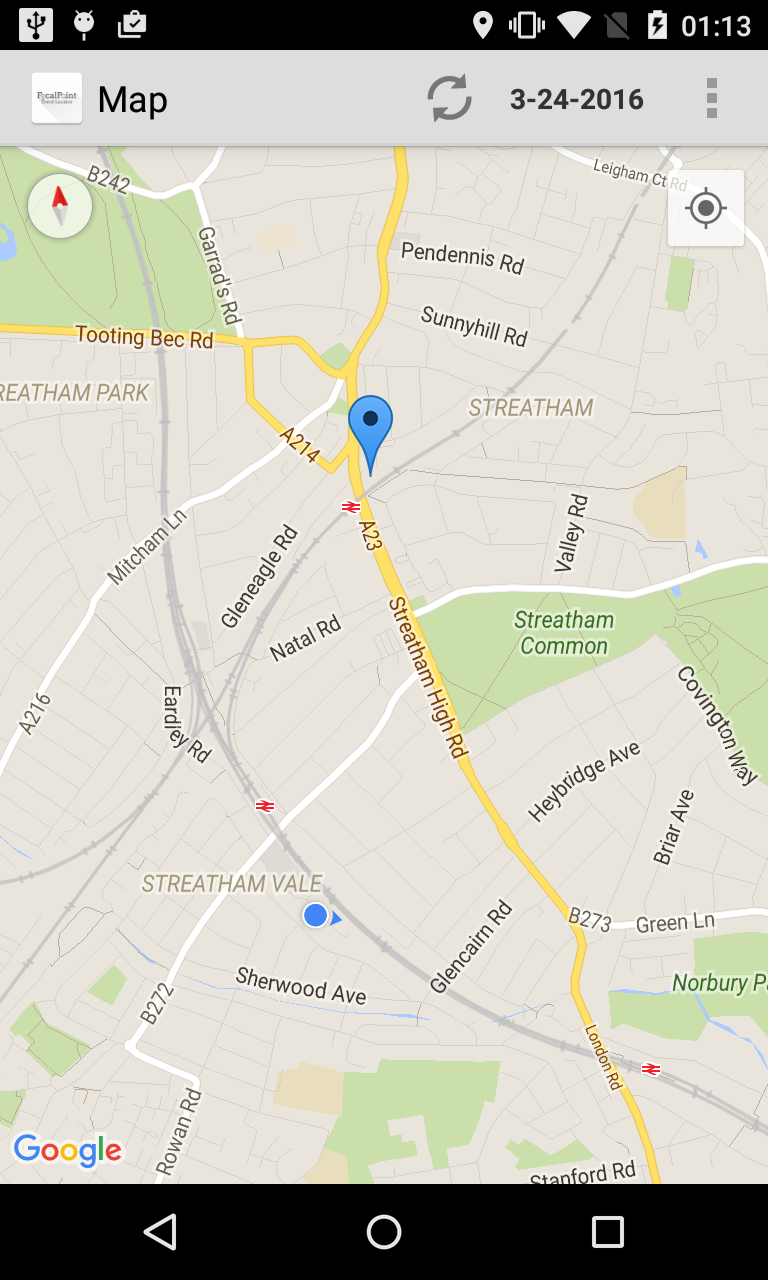 01:13
FocalPoint
Event Locator
Map
3-24-2016
B242
Leigham Ct Rd
Garrad's Rd
Pendennis Rd
Sunnyhill Rd
Tooting Bec Rd
REATHAM PARK
STREATHAM
A214
Mitcham Ln
A23
Valley Rd
Gleneagle Rd
Natal Rd
Streatham High Rd
Streatham
Common
A216
Eardley Rd
Covington Way
Heybridge Ave
Briar Ave
STREATHAM VALE
B273
Green Ln
Glencairn Rd
Sherwood Ave
Norbury P
B272
London Rd
Rowan Rd
Google
Stanford Rd